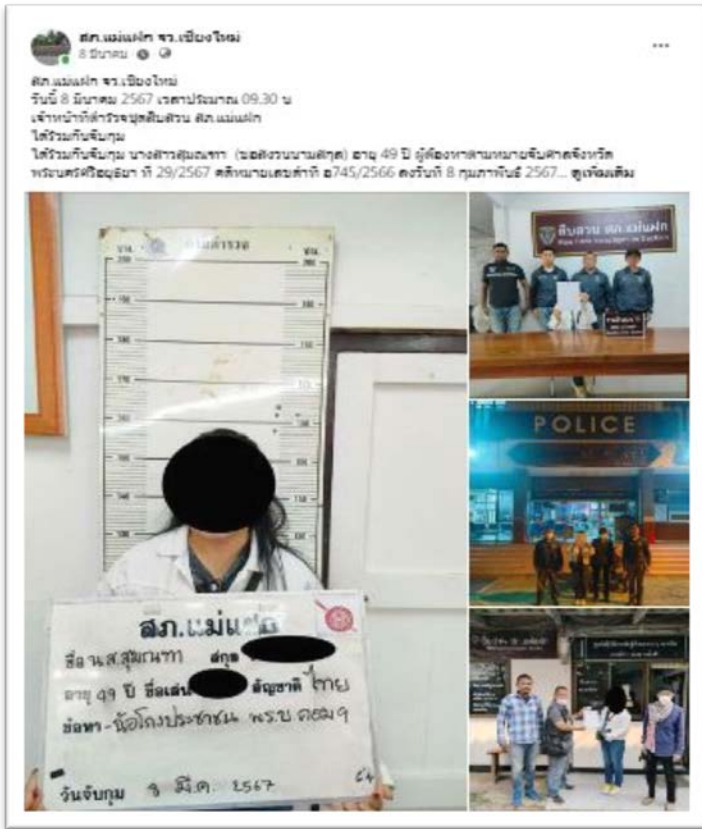 สภ.แม่แฝก จว.เชียงใหม่
8 มีนาคม
สภ.แม่แฝก จว.เชียงใหม่
วันนี้ 8 มีนาคม 2567 เวลาประมาณ 09.30 น
เจ้าหน้าที่ตำรวจชุดสืบสวน สภ.แม่แฝก
ได้ร่วมกันจับกุม
ได้ร่วมกันจับกุม นางสาวสุมณฑา (ขอสงวนนามสกุล) อายุ 49 ปี ผู้ต้องหาตามหมายจับศาลจังหวัด
พระนครศรีอยุธยา ที่ 29/2567 คดีหมายเลขดำที่ อ745/2566 ลงวันที่ 8 กุมภาพันธ์ 2567... ดูเพิ่มเติม
สืบสวน สภ.แม่แฝก
POLICE
สภ.แม่แฝก
ชื่อ น.ส.สุมณฑา สกุล
อายุ 49 ปี ชื่อเล่น สัญชาติ ไทย
ข้อหา - ฉ้อโกงประชาชน พ.ร.บ.คอมฯ
วันจับกุม 8 มี.ค. 2567